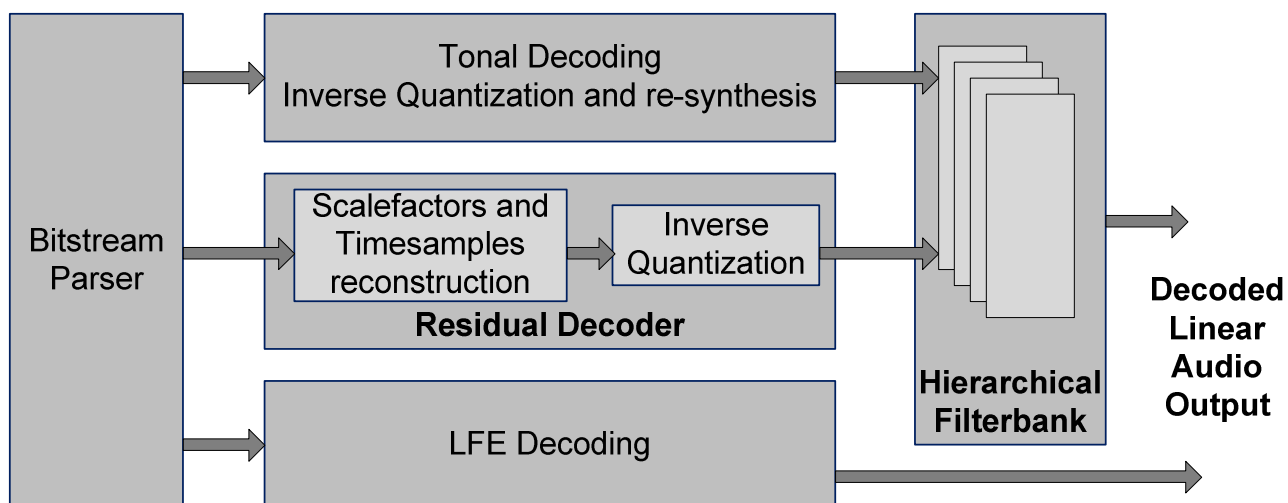 Bitstream
Parser
Tonal Decoding
Inverse Quantization and re-synthesis
Scalefactors and
Timesamples
reconstruction
Inverse
Quantization
Residual Decoder
LFE Decoding
Hierarchical
Filterbank
Decoded
Linear
Audio
Output